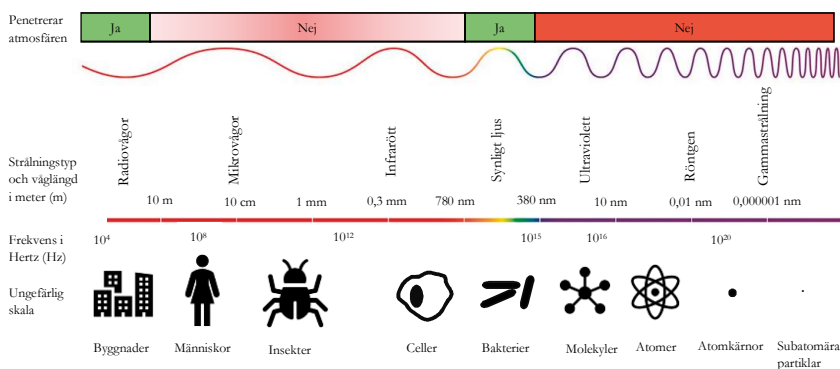 Penetrerar
atmosfären
Ja
Nej
Ja
Nej
Strålningstyp
och våglängd
i meter (m)
Radiovågor
Mikrovågor
Infrarött
Synligt ljus
Ultraviolett
Röntgen
Gammastrålning
10 m
10 cm
1 mm
0,3 mm
780 nm
380 nm
10 nm
0,01 nm
0,000001 nm
Frekvens i
Hertz (Hz)
10⁴
10⁸
10¹²
10¹⁵
10¹⁶
10²⁰
Ungefärlig
skala
Byggnader
Människor
Insekter
Celler
Bakterier
Molekyler
Atomer
Atomkärnor
Subatomära
partiklar